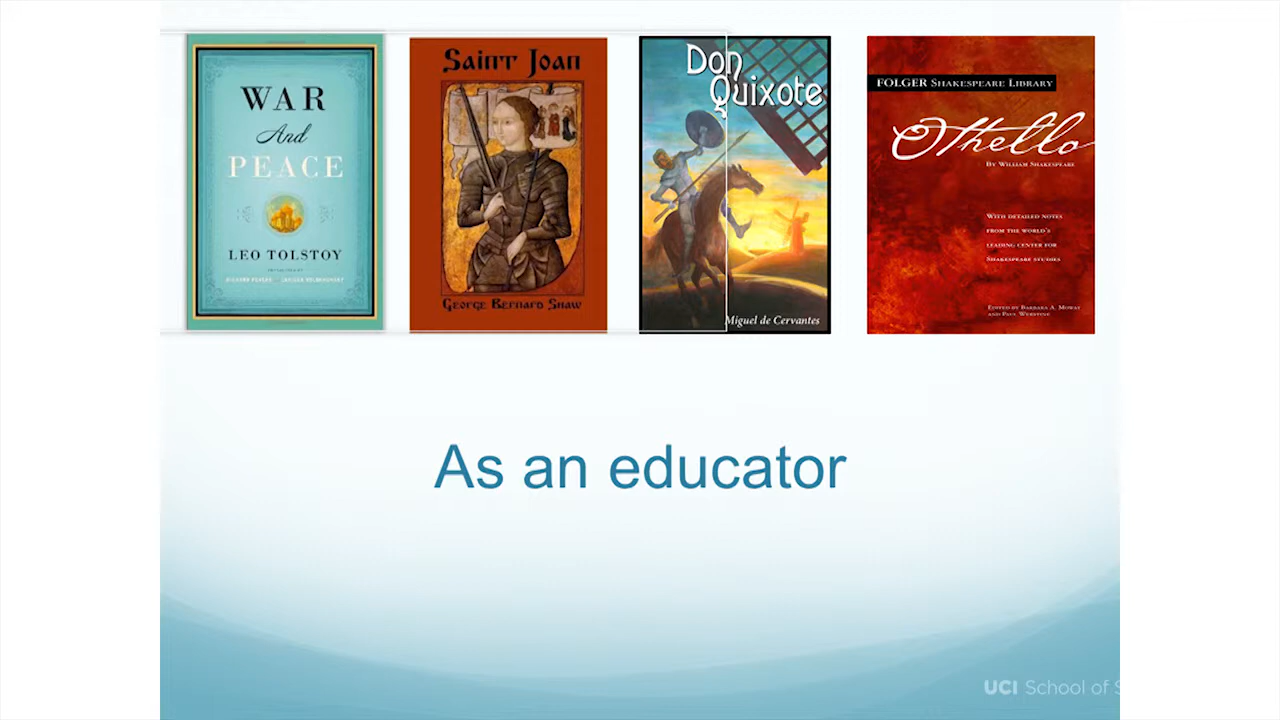 WAR
And
PEACE
LEO TOLSTOY
SAINT JOAN
GEORGE BERNARD SHAW
Don
Quixote
Miguel de Cervantes
FOLGER SHAKESPEARE LIBRARY
Othello
BY WILLIAM SHAKESPEARE
WITH DETAILED NOTES
FROM THE WORLD'S
LEADING CENTER FOR
SHAKESPEARE STUDIES
EDITED BY BARBARA A. MOWAT
AND PAUL WERSTINE
As an educator
UCI School of S